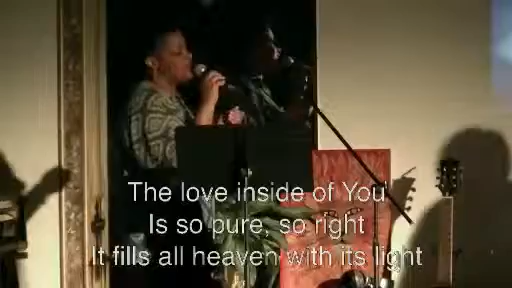 The love inside of You
Is so pure, so right
It fills all heaven with its light